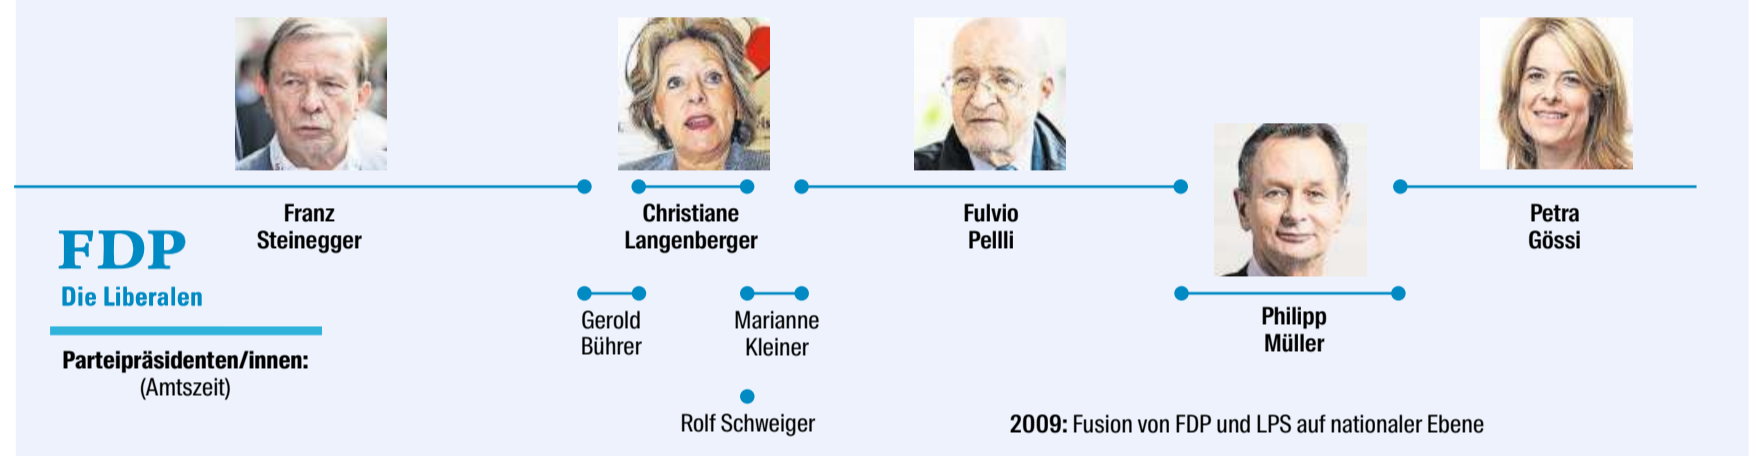 Franz
Steinegger
Christiane
Langenberger
Fulvio
Pellli
Petra
Gössi
FDP
Die Liberalen
Gerold
Bührer
Marianne
Kleiner
Philipp
Müller
Parteipräsidenten/innen:
(Amtszeit)
Rolf Schweiger
2009: Fusion von FDP und LPS auf nationaler Ebene